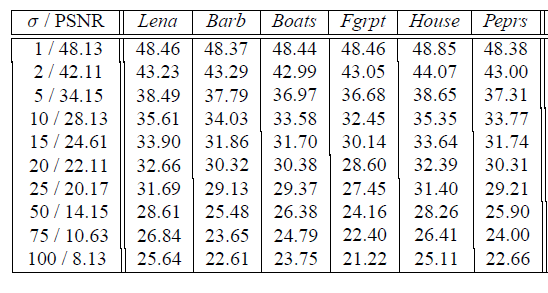 σ / PSNR Lena Barb Boats Fgrpt House Peprs
1 / 48.13 48.46 48.37 48.44 48.46 48.85 48.38
2 / 42.11 43.23 43.29 42.99 43.05 44.07 43.00
5 / 34.15 38.49 37.79 36.97 36.68 38.65 37.31
10 / 28.13 35.61 34.03 33.58 32.45 35.35 33.77
15 / 24.61 33.90 31.86 31.70 30.14 33.64 31.74
20 / 22.11 32.66 30.32 30.38 28.60 32.39 30.31
25 / 20.17 31.69 29.13 29.37 27.45 31.40 29.21
50 / 14.15 28.61 25.48 26.38 24.16 28.26 25.90
75 / 10.63 26.84 23.65 24.79 22.40 26.41 24.00
100 / 8.13 25.64 22.61 23.75 21.22 25.11 22.66